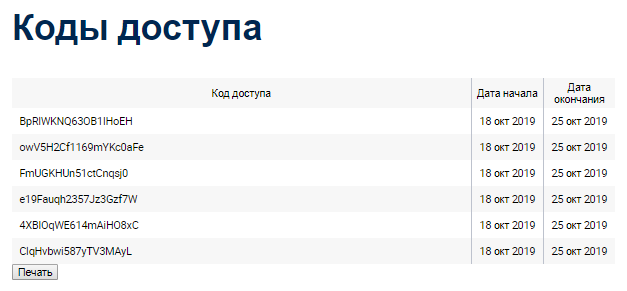 Коды доступа
Код доступа Дата начала Дата окончания
BpRIWKNQ63OB1IHoEH 18 окт 2019 25 окт 2019
owV5H2Cf1169mYKc0aFe 18 окт 2019 25 окт 2019
FmUGKHUn51ctCnqsj0 18 окт 2019 25 окт 2019
e19Fauqh2357Jz3Gzf7W 18 окт 2019 25 окт 2019
4XBIOqWE614mAiHO8xC 18 окт 2019 25 окт 2019
CIqHvbwi587yTV3MAyL 18 окт 2019 25 окт 2019
Печать